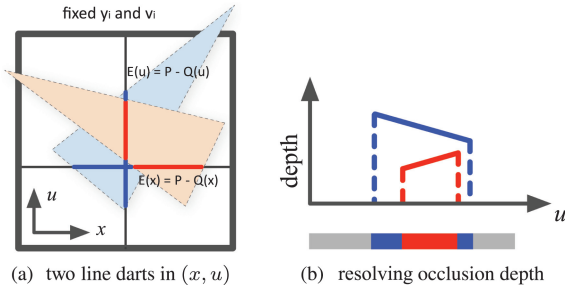 fixed yᵢ and vᵢ
E(u) = P - Q(u)
E(x) = P - Q(x)
u
x
(a) two line darts in (x, u)
depth
u
(b) resolving occlusion depth